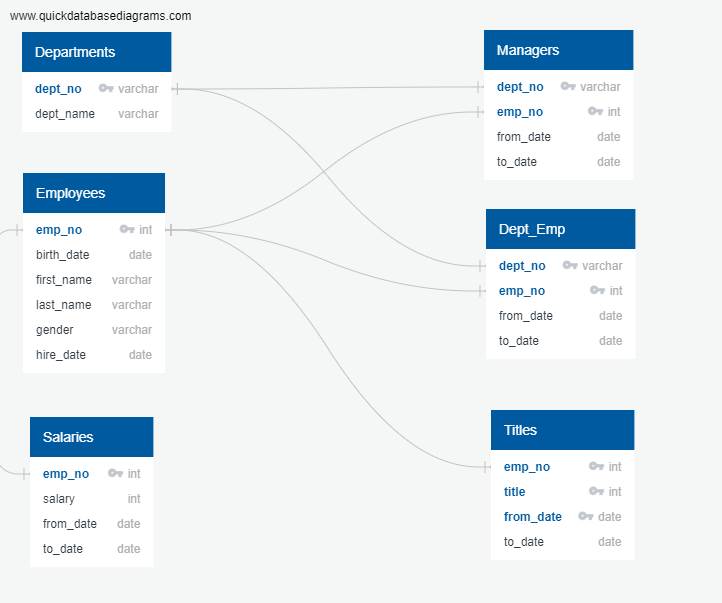 www.quickdatabasediagrams.com
Departments
dept_no varchar
dept_name varchar
Employees
emp_no int
birth_date date
first_name varchar
last_name varchar
gender varchar
hire_date date
Salaries
emp_no int
salary int
from_date date
to_date date
Managers
dept_no varchar
emp_no int
from_date date
to_date date
Dept_Emp
dept_no varchar
emp_no int
from_date date
to_date date
Titles
emp_no int
title int
from_date date
to_date date